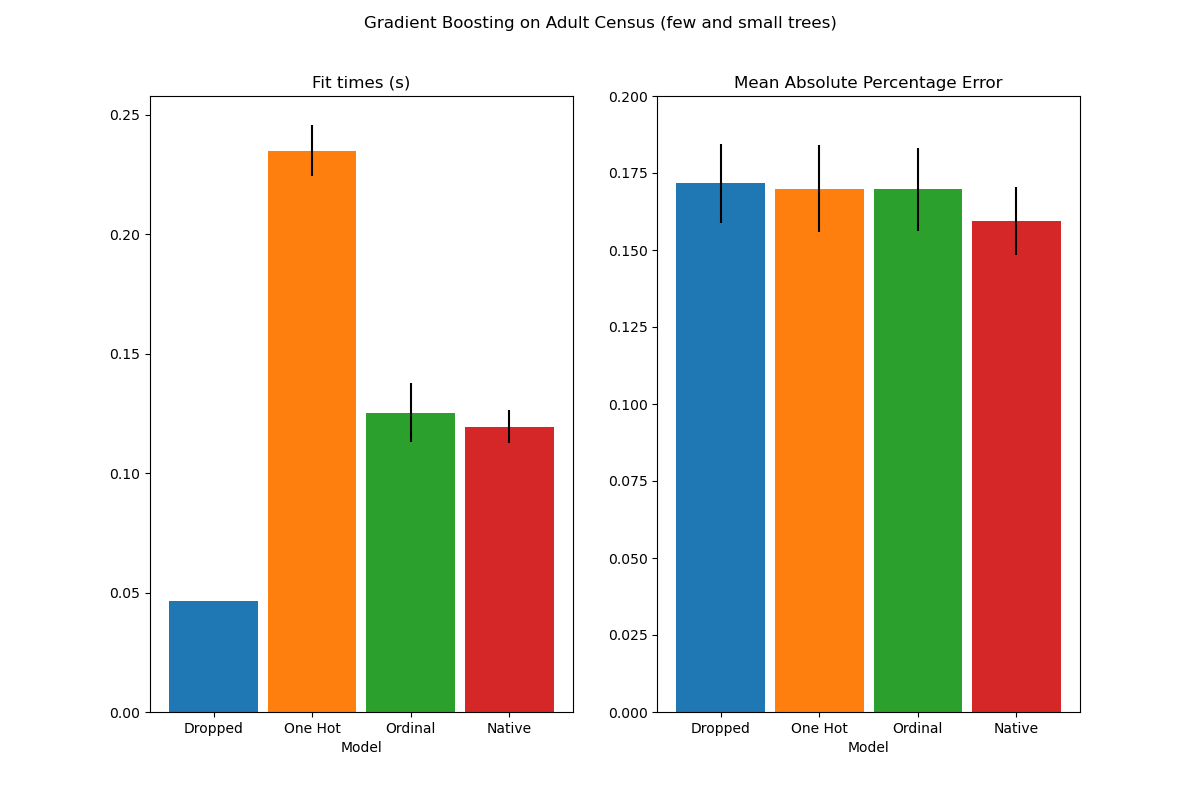 Gradient Boosting on Adult Census (few and small trees)
Fit times (s)
0.25
0.20
0.15
0.10
0.05
0.00
Dropped One Hot Ordinal Native
Model
Mean Absolute Percentage Error
0.200
0.175
0.150
0.125
0.100
0.075
0.050
0.025
0.000
Dropped One Hot Ordinal Native
Model